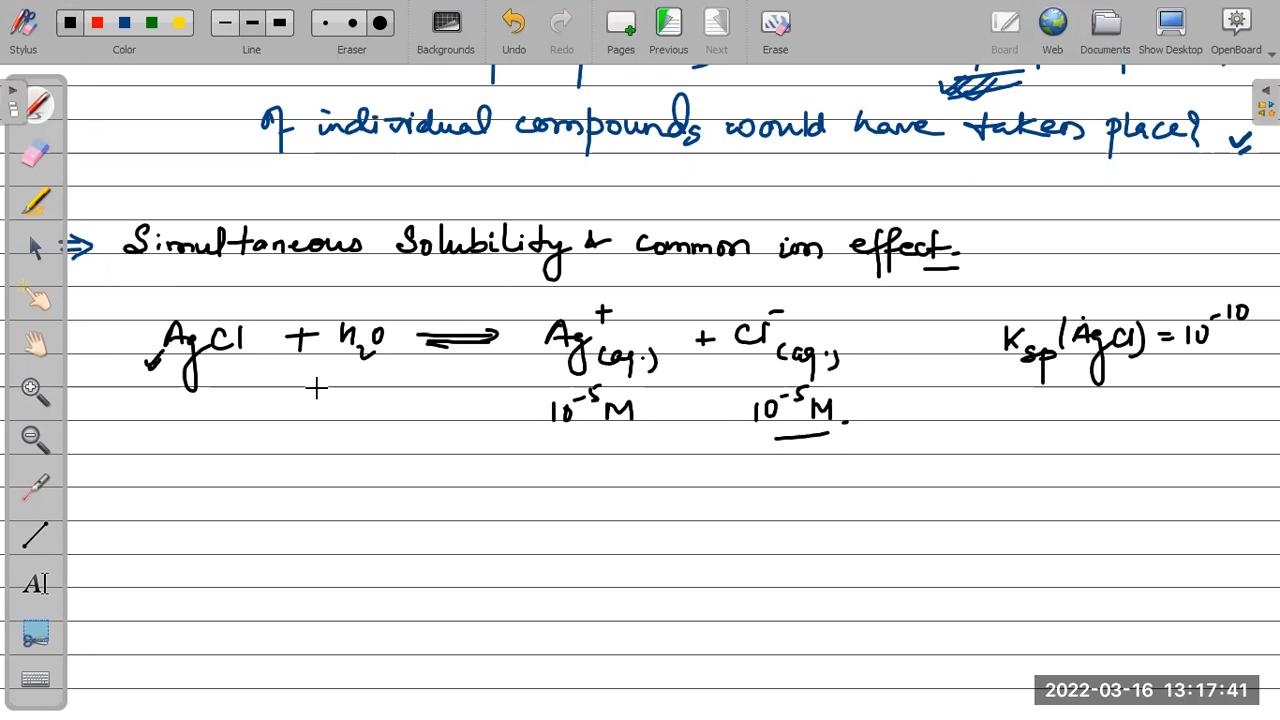 Stylus Color Line Eraser Backgrounds Undo Redo Pages Previous Next Erase Board Web Documents Show Desktop OpenBoard
of individual compounds would have taken place?
⇒ Simultaneous Solubility & common ion effect.
AgCl + H₂O ⇌ Ag⁺(aq.) + Cl⁻(aq.) Ksp(AgCl) = 10⁻¹⁰
10⁻⁵M 10⁻⁵M.
2022-03-16 13:17:41